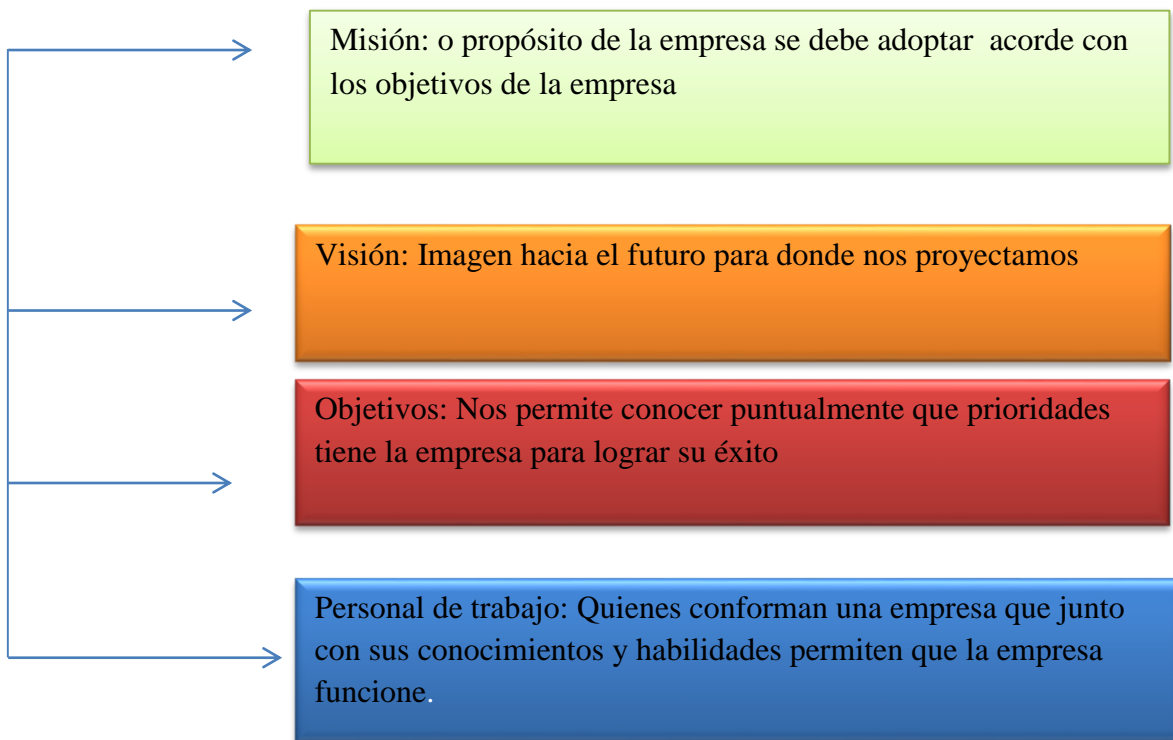 Misión: o propósito de la empresa se debe adoptar  acorde con
los objetivos de la empresa
Visión: Imagen hacia el futuro para donde nos proyectamos
Objetivos: Nos permite conocer puntualmente que prioridades
tiene la empresa para lograr su éxito
Personal de trabajo: Quienes conforman una empresa que junto
con sus conocimientos y habilidades permiten que la empresa
funcione.